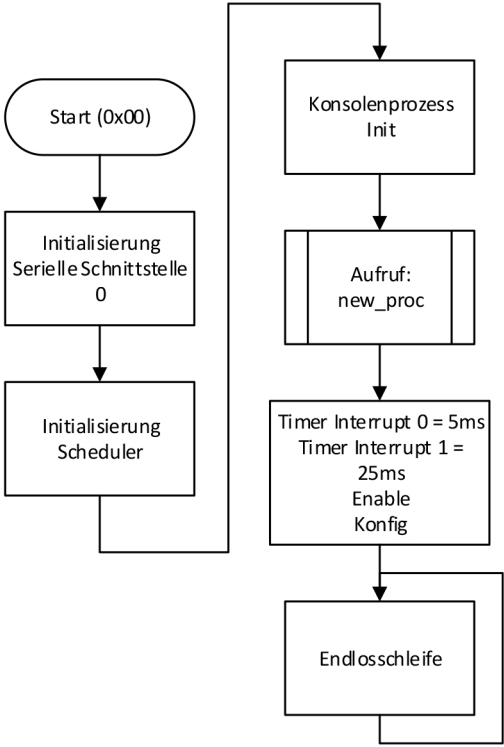 Start (0x00)
Initialisierung
Serielle Schnittstelle
0
Initialisierung
Scheduler
Konsolenprozess
Init
Aufruf:
new_proc
Timer Interrupt 0 = 5ms
Timer Interrupt 1 =
25ms
Enable
Konfig
Endlosschleife